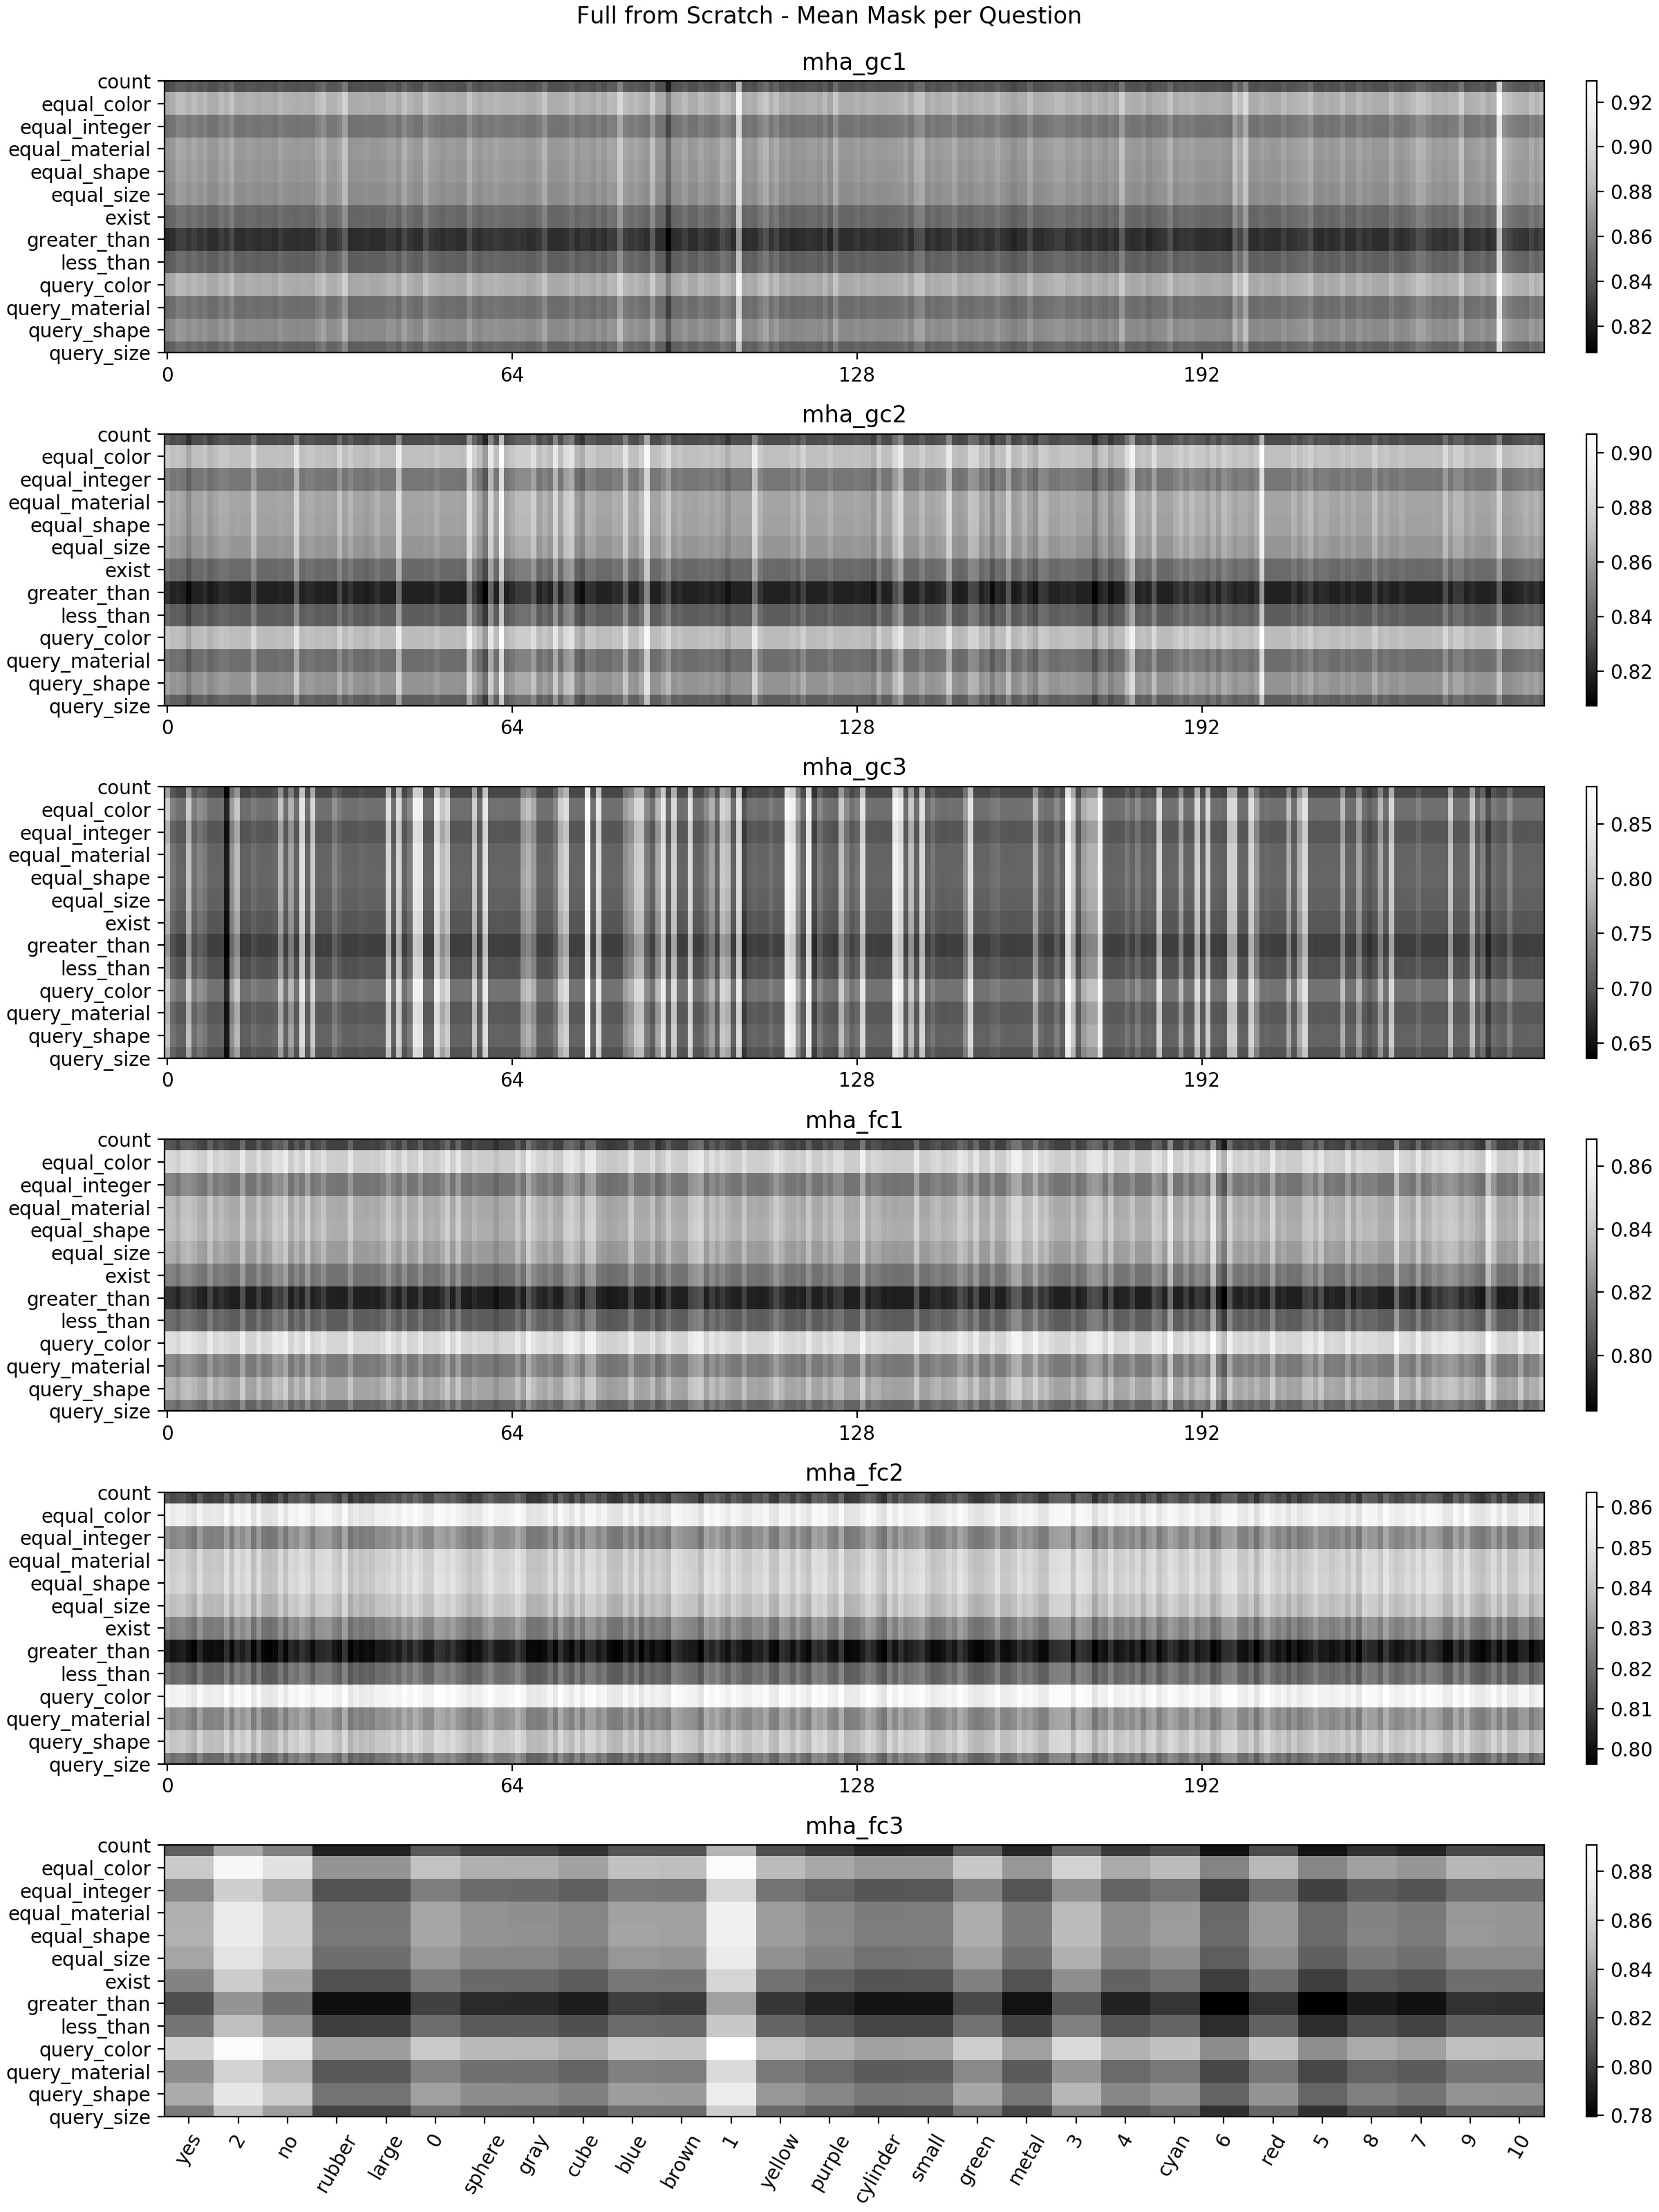 Full from Scratch - Mean Mask per Question
mha_gc1
count
equal_color
equal_integer
equal_material
equal_shape
equal_size
exist
greater_than
less_than
query_color
query_material
query_shape
query_size
0 64 128 192
0.92
0.90
0.88
0.86
0.84
0.82
mha_gc2
count
equal_color
equal_integer
equal_material
equal_shape
equal_size
exist
greater_than
less_than
query_color
query_material
query_shape
query_size
0 64 128 192
0.90
0.88
0.86
0.84
0.82
mha_gc3
count
equal_color
equal_integer
equal_material
equal_shape
equal_size
exist
greater_than
less_than
query_color
query_material
query_shape
query_size
0 64 128 192
0.85
0.80
0.75
0.70
0.65
mha_fc1
count
equal_color
equal_integer
equal_material
equal_shape
equal_size
exist
greater_than
less_than
query_color
query_material
query_shape
query_size
0 64 128 192
0.86
0.84
0.82
0.80
mha_fc2
count
equal_color
equal_integer
equal_material
equal_shape
equal_size
exist
greater_than
less_than
query_color
query_material
query_shape
query_size
0 64 128 192
0.86
0.85
0.84
0.83
0.82
0.81
0.80
mha_fc3
count
equal_color
equal_integer
equal_material
equal_shape
equal_size
exist
greater_than
less_than
query_color
query_material
query_shape
query_size
yes 2 no rubber large 0 sphere gray cube blue brown 1 yellow purple cylinder small green metal 3 4 cyan 6 red 5 8 7 9 10
0.88
0.86
0.84
0.82
0.80
0.78